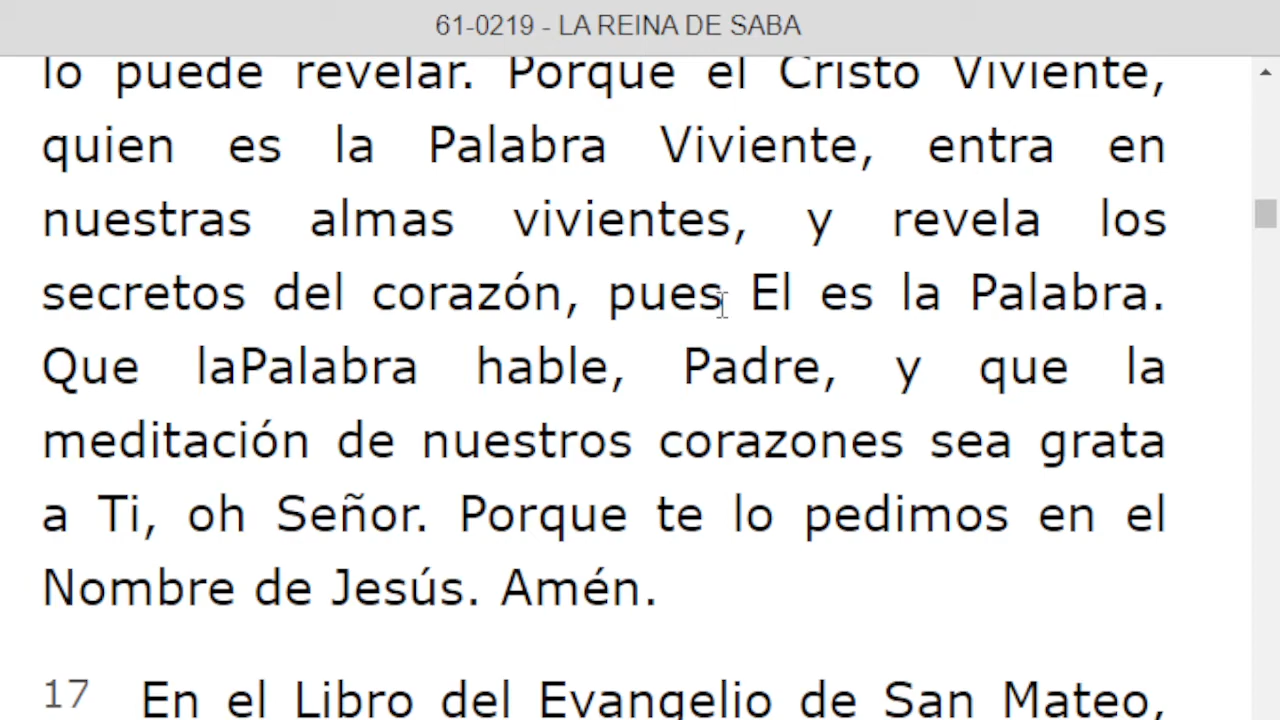 61-0219 - LA REINA DE SABA
lo puede revelar. Porque el Cristo Viviente,
quien es la Palabra Viviente, entra en
nuestras almas vivientes, y revela los
secretos del corazón, pues El es la Palabra.
Que laPalabra hable, Padre, y que la
meditación de nuestros corazones sea grata
a Ti, oh Señor. Porque te lo pedimos en el
Nombre de Jesús. Amén.
17 En el Libro del Evangelio de San Mateo,